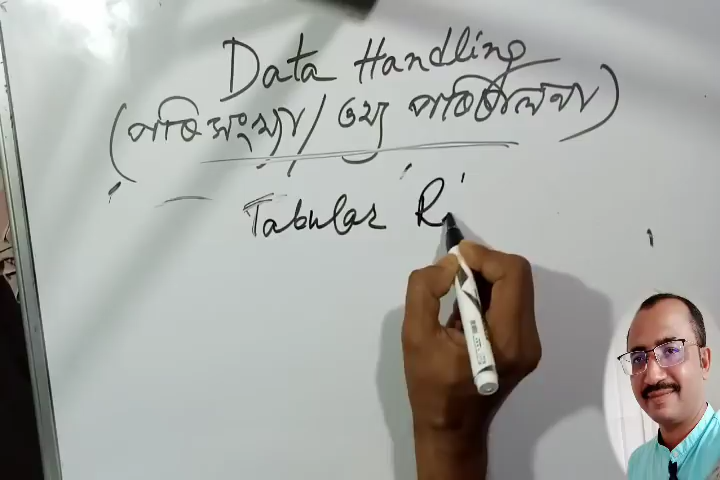 Data Handling
(পরিসংখ্যা / তথ্য পরিচালনা)
Tabular R